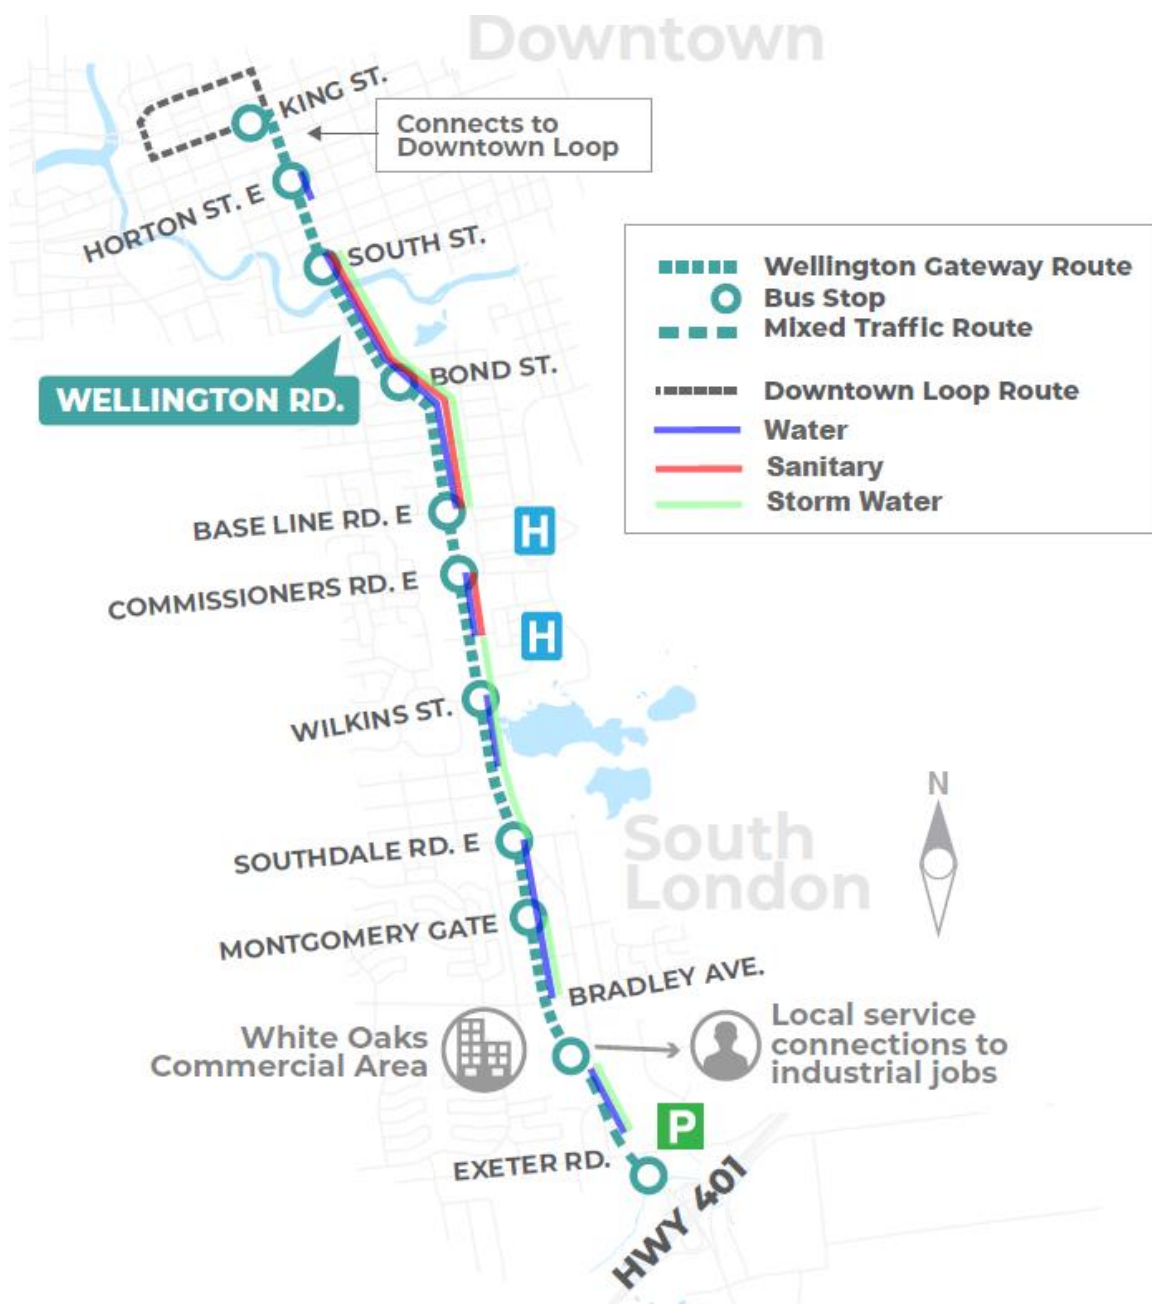 Downtown
KING ST.
Connects to
Downtown Loop
HORTON ST. E
SOUTH ST.
Wellington Gateway Route
Bus Stop
Mixed Traffic Route
Downtown Loop Route
Water
Sanitary
Storm Water
WELLINGTON RD.
BOND ST.
BASE LINE RD. E
H
COMMISSIONERS RD. E
H
WILKINS ST.
N
South
London
SOUTHDALE RD. E
MONTGOMERY GATE
BRADLEY AVE.
White Oaks
Commercial Area
Local service
connections to
industrial jobs
P
EXETER RD.
HWY 401